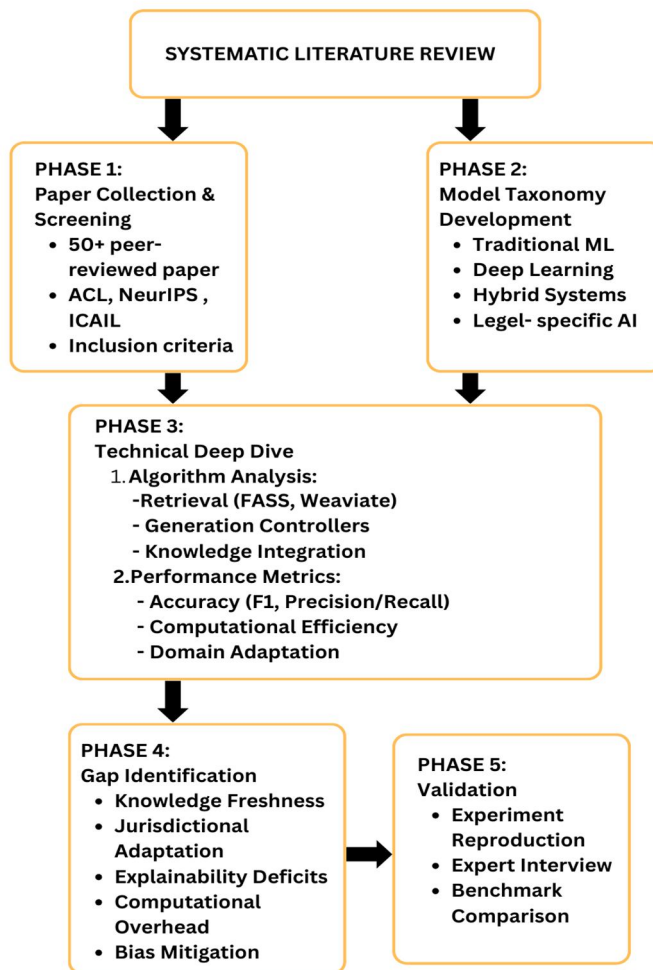 SYSTEMATIC LITERATURE REVIEW
PHASE 1:
Paper Collection &
Screening
• 50+ peer-
reviewed paper
• ACL, NeurIPS ,
ICAIL
• Inclusion criteria
PHASE 2:
Model Taxonomy
Development
• Traditional ML
• Deep Learning
• Hybrid Systems
• Legel- specific AI
PHASE 3:
Technical Deep Dive
1. Algorithm Analysis:
-Retrieval (FASS, Weaviate)
- Generation Controllers
- Knowledge Integration
2.Performance Metrics:
- Accuracy (F1, Precision/Recall)
- Computational Efficiency
- Domain Adaptation
PHASE 4:
Gap Identification
• Knowledge Freshness
• Jurisdictional
Adaptation
• Explainability Deficits
• Computational
Overhead
• Bias Mitigation
PHASE 5:
Validation
• Experiment
Reproduction
• Expert Interview
• Benchmark
Comparison